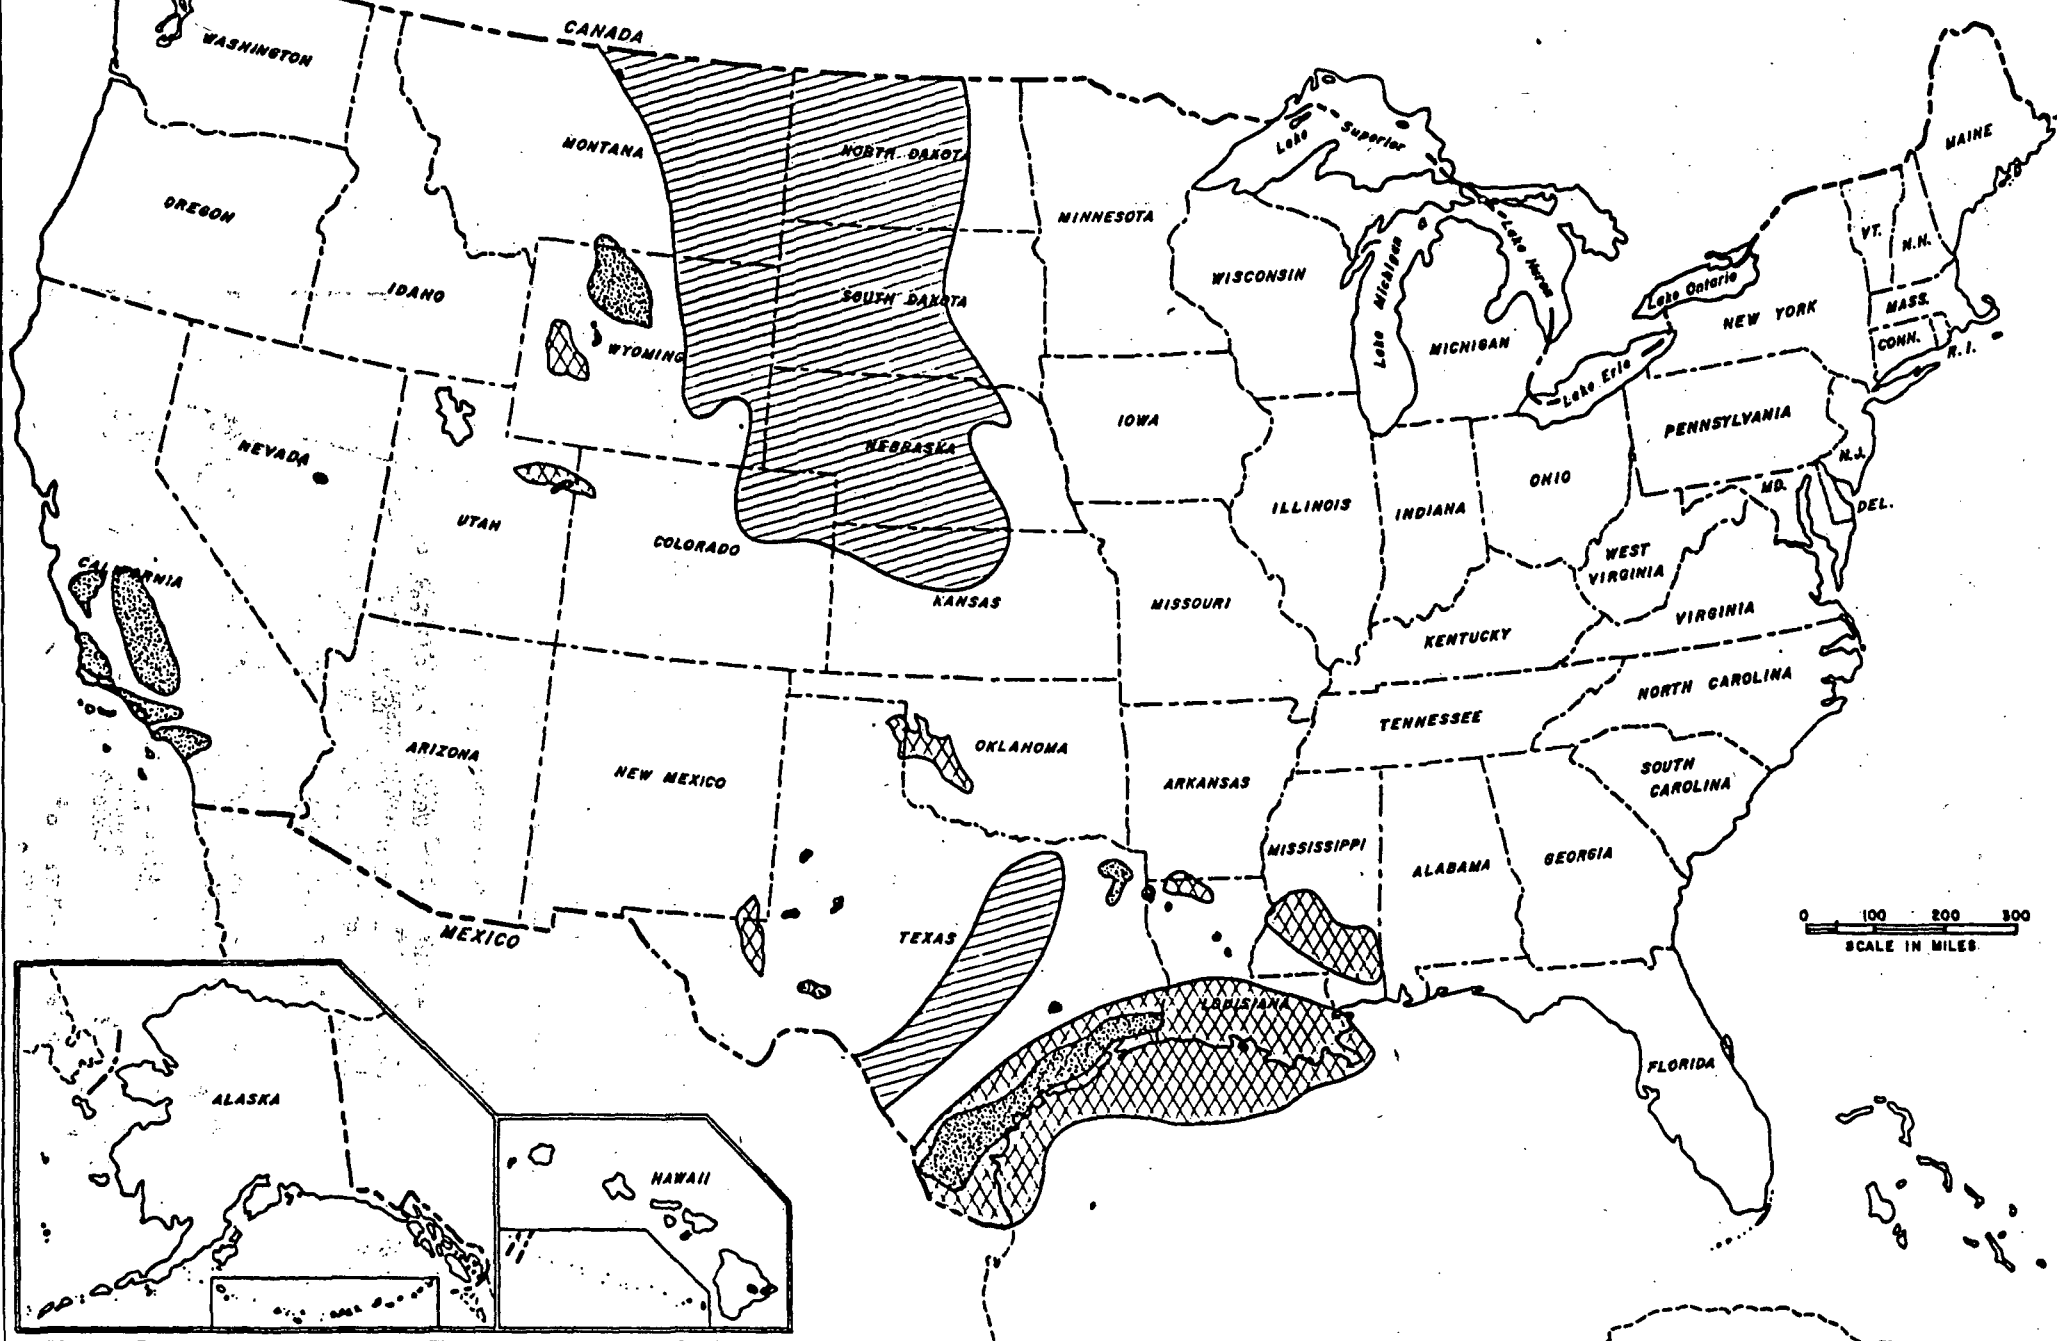 CANADA
WASHINGTON
MONTANA
NORTH DAKOTA
Lake Superior
MAINE
OREGON
MINNESOTA
VT.
N.H.
Lake Huron
Lake Michigan
WISCONSIN
IDAHO
SOUTH DAKOTA
Lake Ontario
MASS.
NEW YORK
WYOMING
MICHIGAN
CONN.
R. I.
Lake Erie
IOWA
PENNSYLVANIA
NEVADA
NEBRASKA
N.J.
OHIO
MD.
ILLINOIS
INDIANA
DEL.
UTAH
COLORADO
WEST
VIRGINIA
CALIFORNIA
KANSAS
MISSOURI
VIRGINIA
KENTUCKY
NORTH CAROLINA
TENNESSEE
ARIZONA
OKLAHOMA
NEW MEXICO
ARKANSAS
SOUTH
CAROLINA
MISSISSIPPI
ALABAMA
GEORGIA
0 100 200 300
SCALE IN MILES
MEXICO
TEXAS
LOUISIANA
FLORIDA
ALASKA
HAWAII